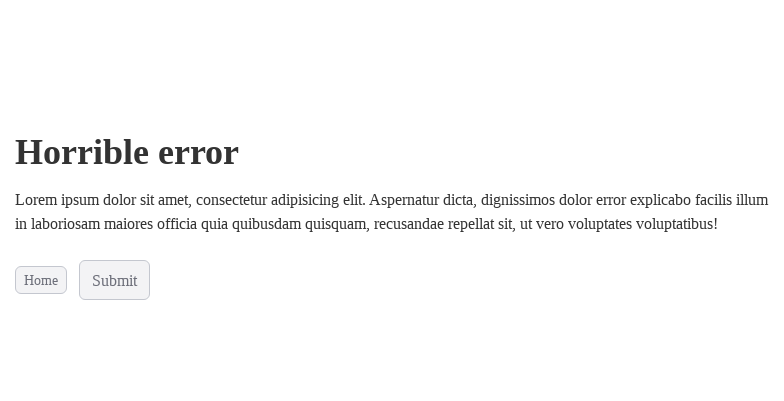 Horrible error
Lorem ipsum dolor sit amet, consectetur adipisicing elit. Aspernatur dicta, dignissimos dolor error explicabo facilis illum
in laboriosam maiores officia quia quibusdam quisquam, recusandae repellat sit, ut vero voluptates voluptatibus!
Home
Submit